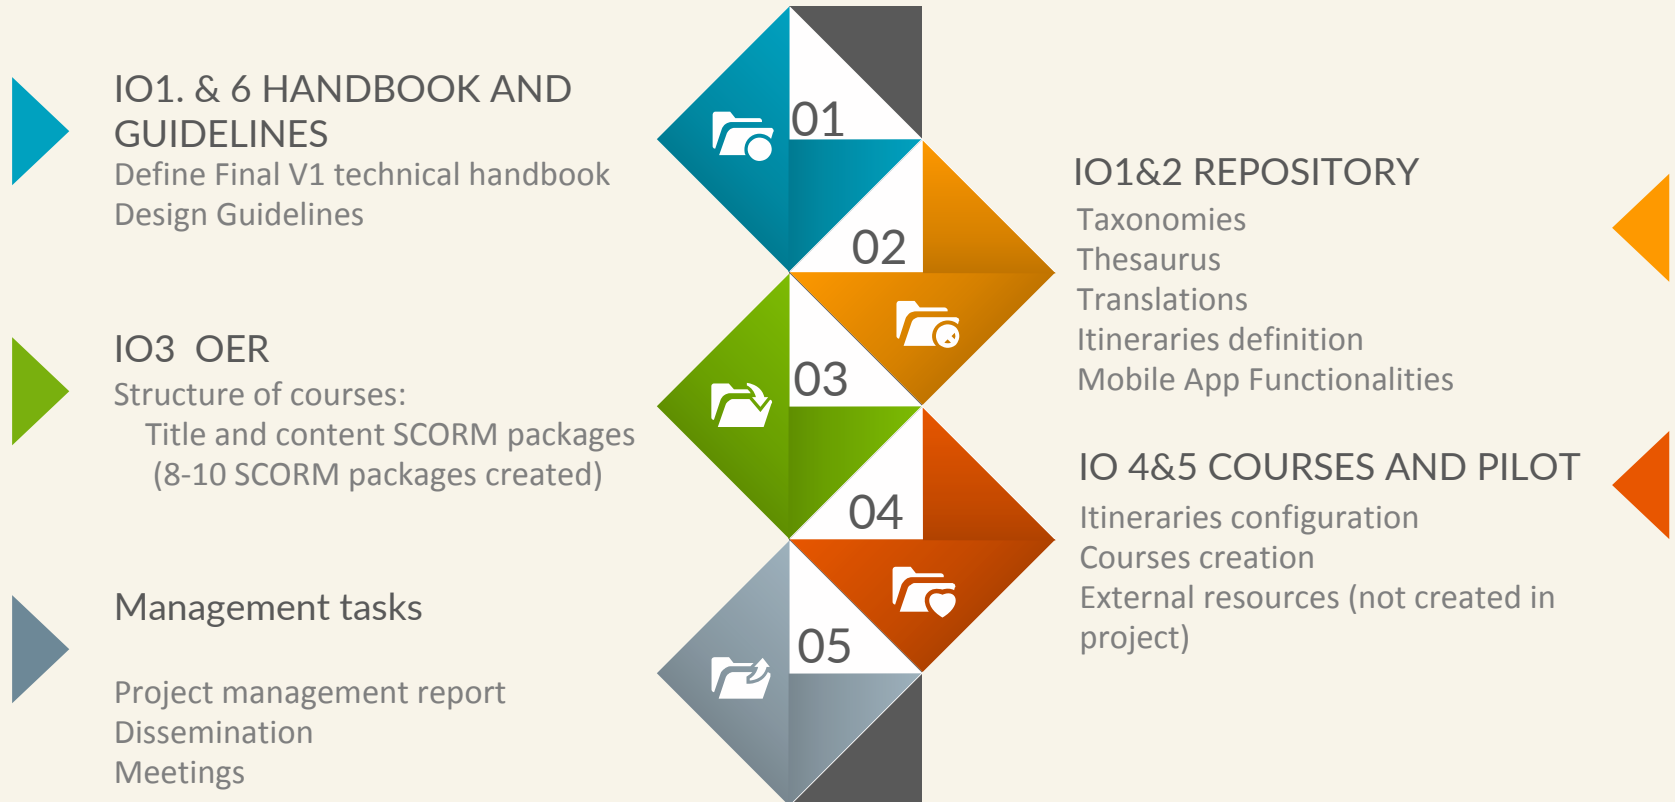 IO1. & 6 HANDBOOK AND
GUIDELINES
Define Final V1 technical handbook
Design Guidelines
01
IO1&2 REPOSITORY
Taxonomies
Thesaurus
Translations
Itineraries definition
Mobile App Functionalities
02
IO3 OER
Structure of courses:
Title and content SCORM packages
(8-10 SCORM packages created)
03
IO 4&5 COURSES AND PILOT
Itineraries configuration
Courses creation
External resources (not created in
project)
04
Management tasks
Project management report
Dissemination
Meetings
05